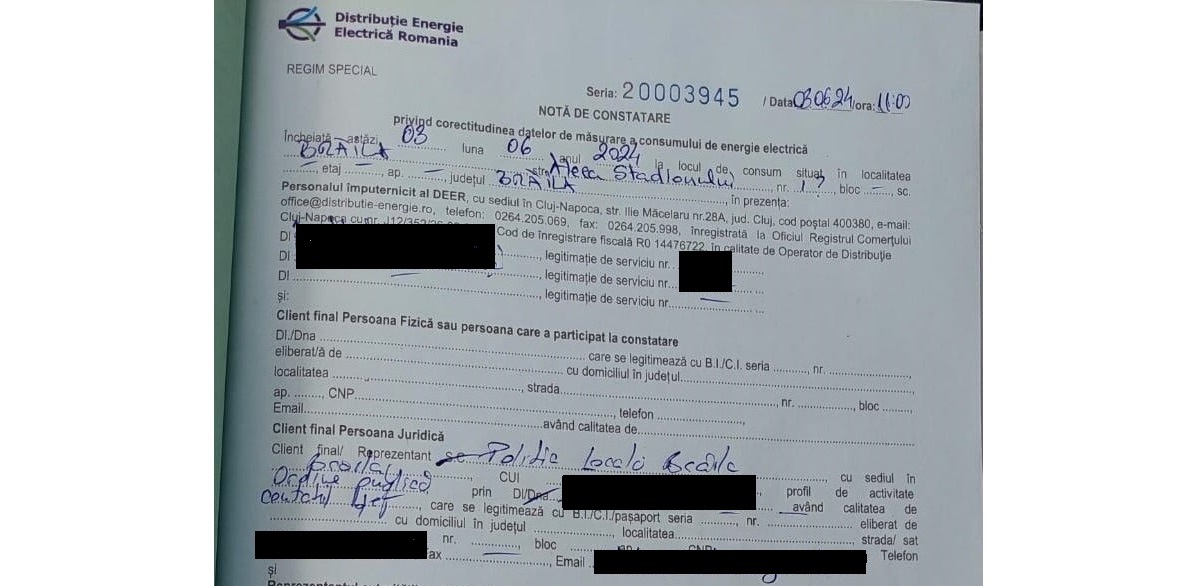 Distribuție Energie
Electrică Romania
REGIM SPECIAL
Seria: 20003945 / Data 030624/ora: 11:00
NOTĂ DE CONSTATARE
privind corectitudinea datelor de măsurare a consumului de energie electrică
Încheiată astăzi 03 luna 06 anul 2024 la locul de consum situat în localitatea
BRAILA str. Aleea Stadionului, nr. 1, bloc – sc.
–, etaj –, ap. – județul BRĂILA, în prezența:
Personalul împuternicit al DEER, cu sediul în Cluj-Napoca, str. Ilie Măcelaru nr.28A, jud. Cluj, cod poștal 400380, e-mail:
office@distributie-energie.ro, telefon: 0264.205.069, fax: 0264.205.998, înregistrată la Oficiul Registrul Comerțului
Cluj-Napoca cu nr. J12/352/ Cod de înregistrare fiscală R0 14476722, în calitate de Operator de Distribuție
Dl , legitimație de serviciu nr.
Dl , legitimație de serviciu nr.
Dl , legitimație de serviciu nr. –
și:
Client final Persoana Fizică sau persoana care a participat la constatare
Dl./Dna care se legitimează cu B.I./C.I. seria , nr. ,
eliberat/ă de cu domiciliul în județul ,
localitatea , strada , nr. , bloc ,
ap. , CNP , telefon ,
Email având calitatea de
Client final Persoana Juridică
Client final/ Reprezentant Politia Locală Brăila cu sediul în
Brăila, CUI , profil de activitate
Ordine publică prin Dl/Dna având calitatea de
șef, care se legitimează cu B.I./C.I./pașaport seria , nr. eliberat de
cu domiciliul în județul , localitatea , strada/ sat
nr. , bloc Telefon
fax –, Email
și